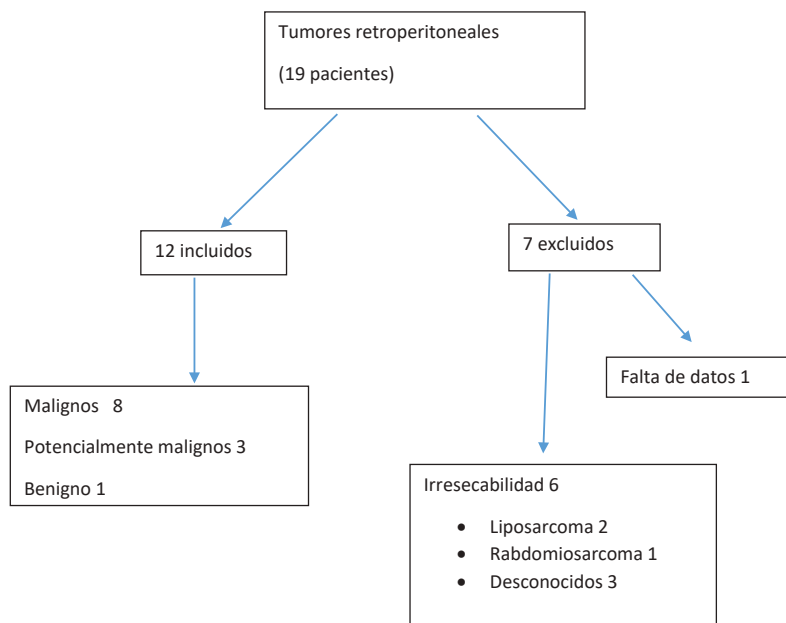 Tumores retroperitoneales
(19 pacientes)
12 incluidos
7 excluidos
Malignos 8
Potencialmente malignos 3
Benigno 1
Falta de datos 1
Irresecabilidad 6
• Liposarcoma 2
• Rabdomiosarcoma 1
• Desconocidos 3